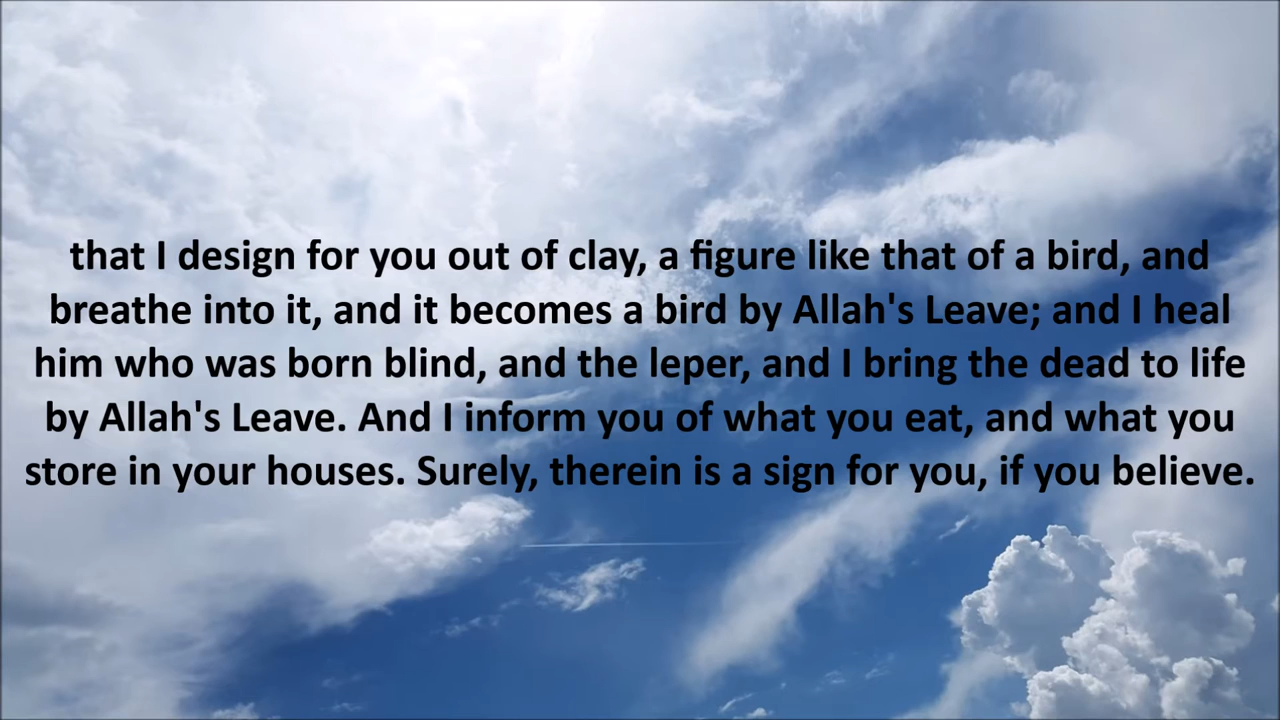 that I design for you out of clay, a figure like that of a bird, and
breathe into it, and it becomes a bird by Allah's Leave; and I heal
him who was born blind, and the leper, and I bring the dead to life
by Allah's Leave. And I inform you of what you eat, and what you
store in your houses. Surely, therein is a sign for you, if you believe.